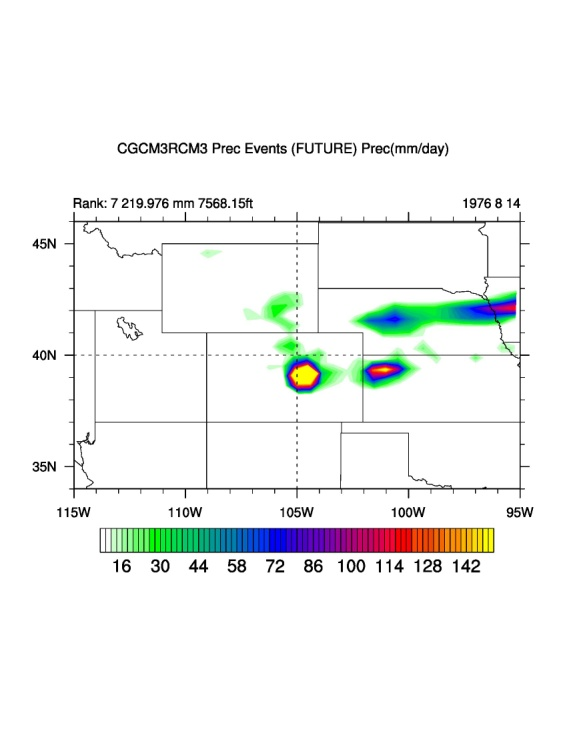 CGCM3RCM3 Prec Events (FUTURE) Prec(mm/day)
Rank: 7 219.976 mm 7568.15ft 1976 8 14
45N
40N
35N
115W 110W 105W 100W 95W
16 30 44 58 72 86 100 114 128 142